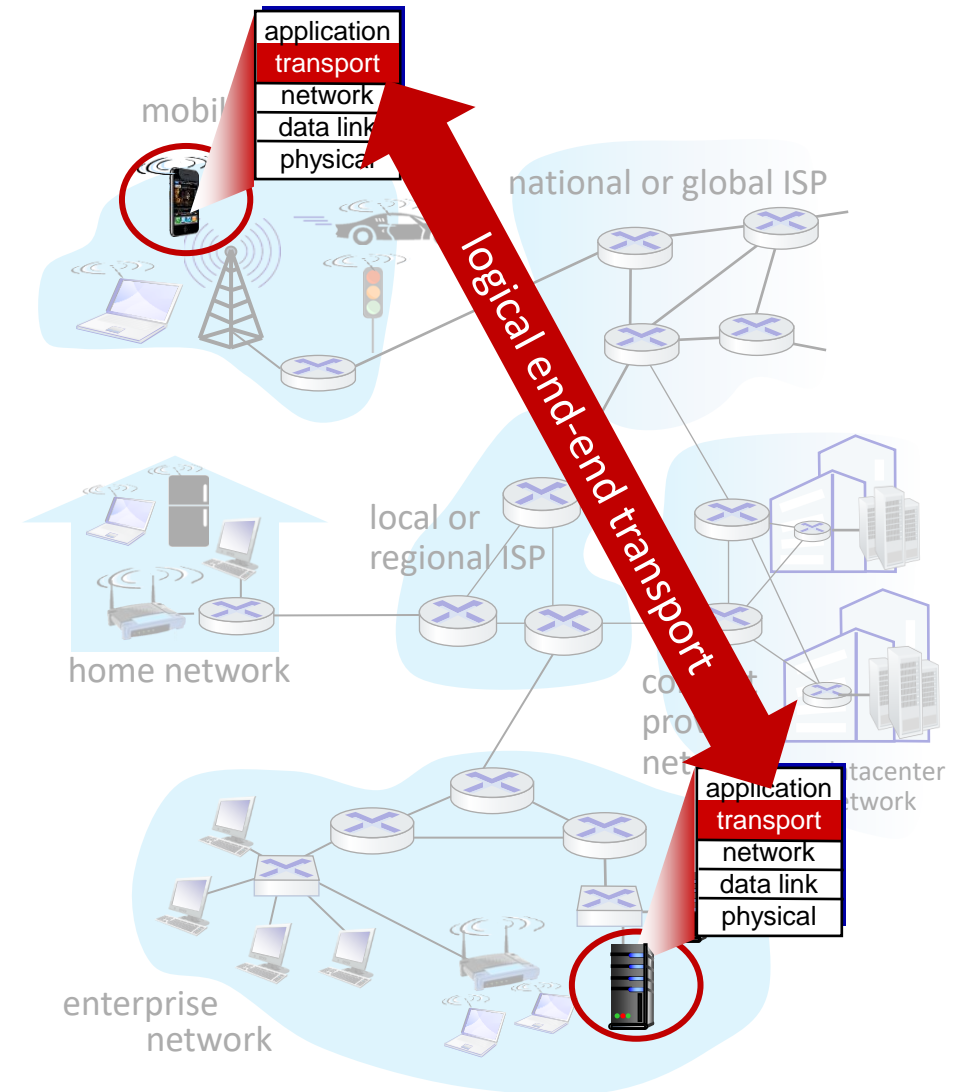 application
transport
network
data link
physical
national or global ISP
logical end-end transport
local or
regional ISP
home network
application
transport
network
data link
physical
enterprise
network